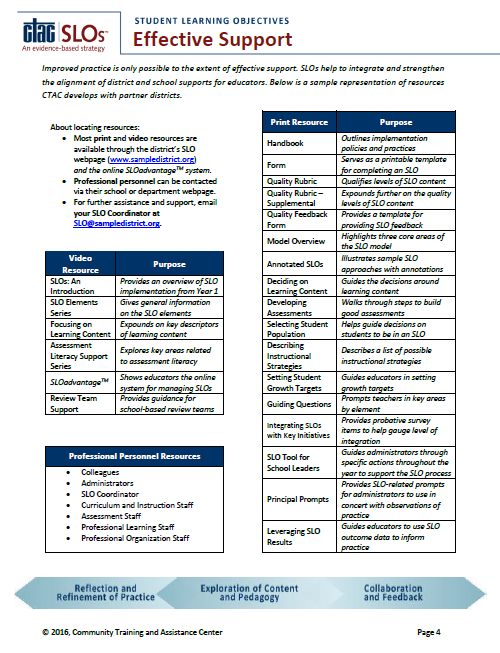 ctac SLOs™
An evidence-based strategy
STUDENT LEARNING OBJECTIVES
Effective Support
Improved practice is only possible to the extent of effective support. SLOs help to integrate and strengthen
the alignment of district and school supports for educators. Below is a sample representation of resources
CTAC develops with partner districts.
About locating resources:
• Most print and video resources are
available through the district's SLO
webpage (www.sampledistrict.org)
and the online SLOadvantage™ system.
• Professional personnel can be contacted
via their school or department webpage.
• For further assistance and support, email
your SLO Coordinator at
SLO@sampledistrict.org.
Video
Resource
Purpose
SLOs: An
Introduction
Provides an overview of SLO
implementation from Year 1
SLO Elements
Series
Gives general information
on the SLO elements
Focusing on
Learning Content
Expounds on key descriptors
of learning content
Assessment
Literacy Support
Series
Explores key areas related
to assessment literacy
SLOadvantage™
Shows educators the online
system for managing SLOs
Review Team
Support
Provides guidance for
school-based review teams
Professional Personnel Resources
• Colleagues
• Administrators
• SLO Coordinator
• Curriculum and Instruction Staff
• Assessment Staff
• Professional Learning Staff
• Professional Organization Staff
Print Resource
Purpose
Handbook
Outlines implementation
policies and practices
Form
Serves as a printable template
for completing an SLO
Quality Rubric
Qualifies levels of SLO content
Quality Rubric –
Supplemental
Expounds further on the quality
levels of SLO content
Quality Feedback
Form
Provides a template for
providing SLO feedback
Model Overview
Highlights three core areas of
the SLO model
Annotated SLOs
Illustrates sample SLO
approaches with annotations
Deciding on
Learning Content
Guides the decisions around
learning content
Developing
Assessments
Walks through steps to build
good assessments
Selecting Student
Population
Helps guide decisions on
students to be in an SLO
Describing
Instructional
Strategies
Describes a list of possible
instructional strategies
Setting Student
Growth Targets
Guides educators in setting
growth targets
Guiding Questions
Prompts teachers in key areas
by element
Integrating SLOs
with Key Initiatives
Provides probative survey
items to help gauge level of
integration
SLO Tool for
School Leaders
Guides administrators through
specific actions throughout the
year to support the SLO process
Principal Prompts
Provides SLO-related prompts
for administrators to use in
concert with observations of
practice
Leveraging SLO
Results
Guides educators to use SLO
outcome data to inform
practice
Reflection and
Refinement of Practice
Exploration of Content
and Pedagogy
Collaboration
and Feedback
© 2016, Community Training and Assistance Center
Page 4